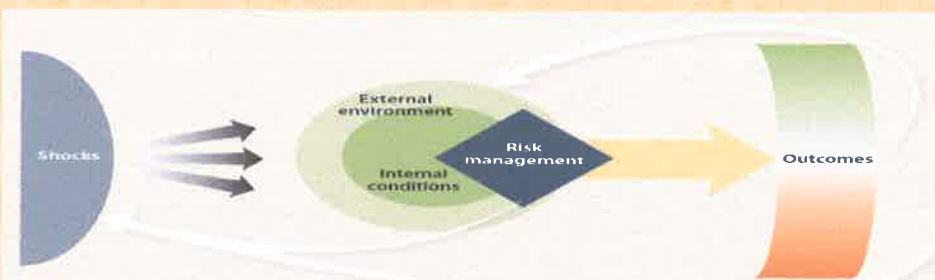 Shocks
External
environment
Internal
conditions
Risk
management
Outcomes